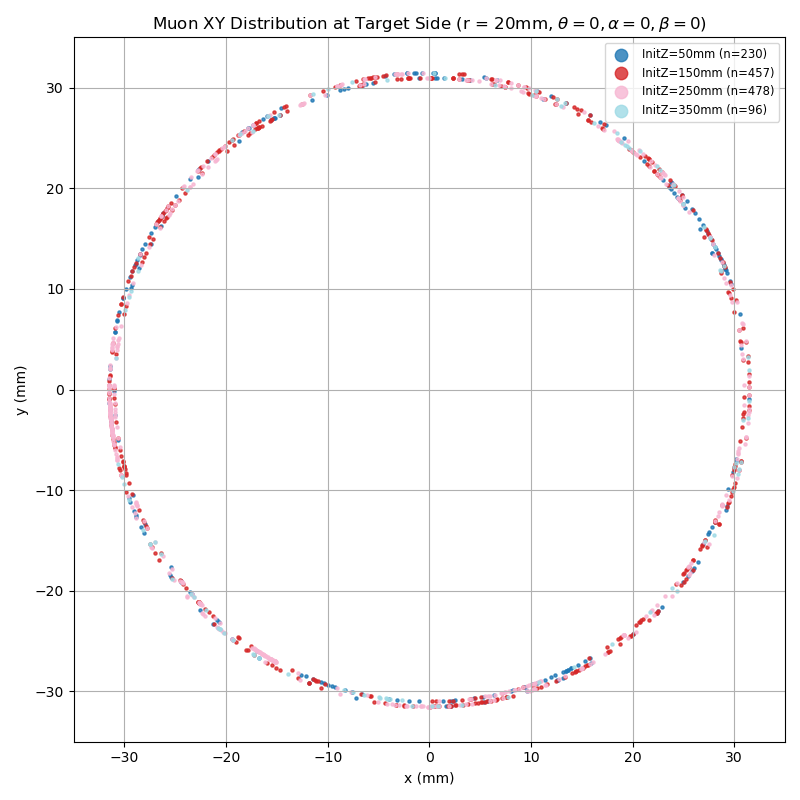 Muon XY Distribution at Target Side (r = 20mm, θ = 0, α = 0, β = 0)
InitZ=50mm (n=230)
InitZ=150mm (n=457)
InitZ=250mm (n=478)
InitZ=350mm (n=96)
30
20
10
0
−10
−20
−30
y (mm)
−30 −20 −10 0 10 20 30
x (mm)